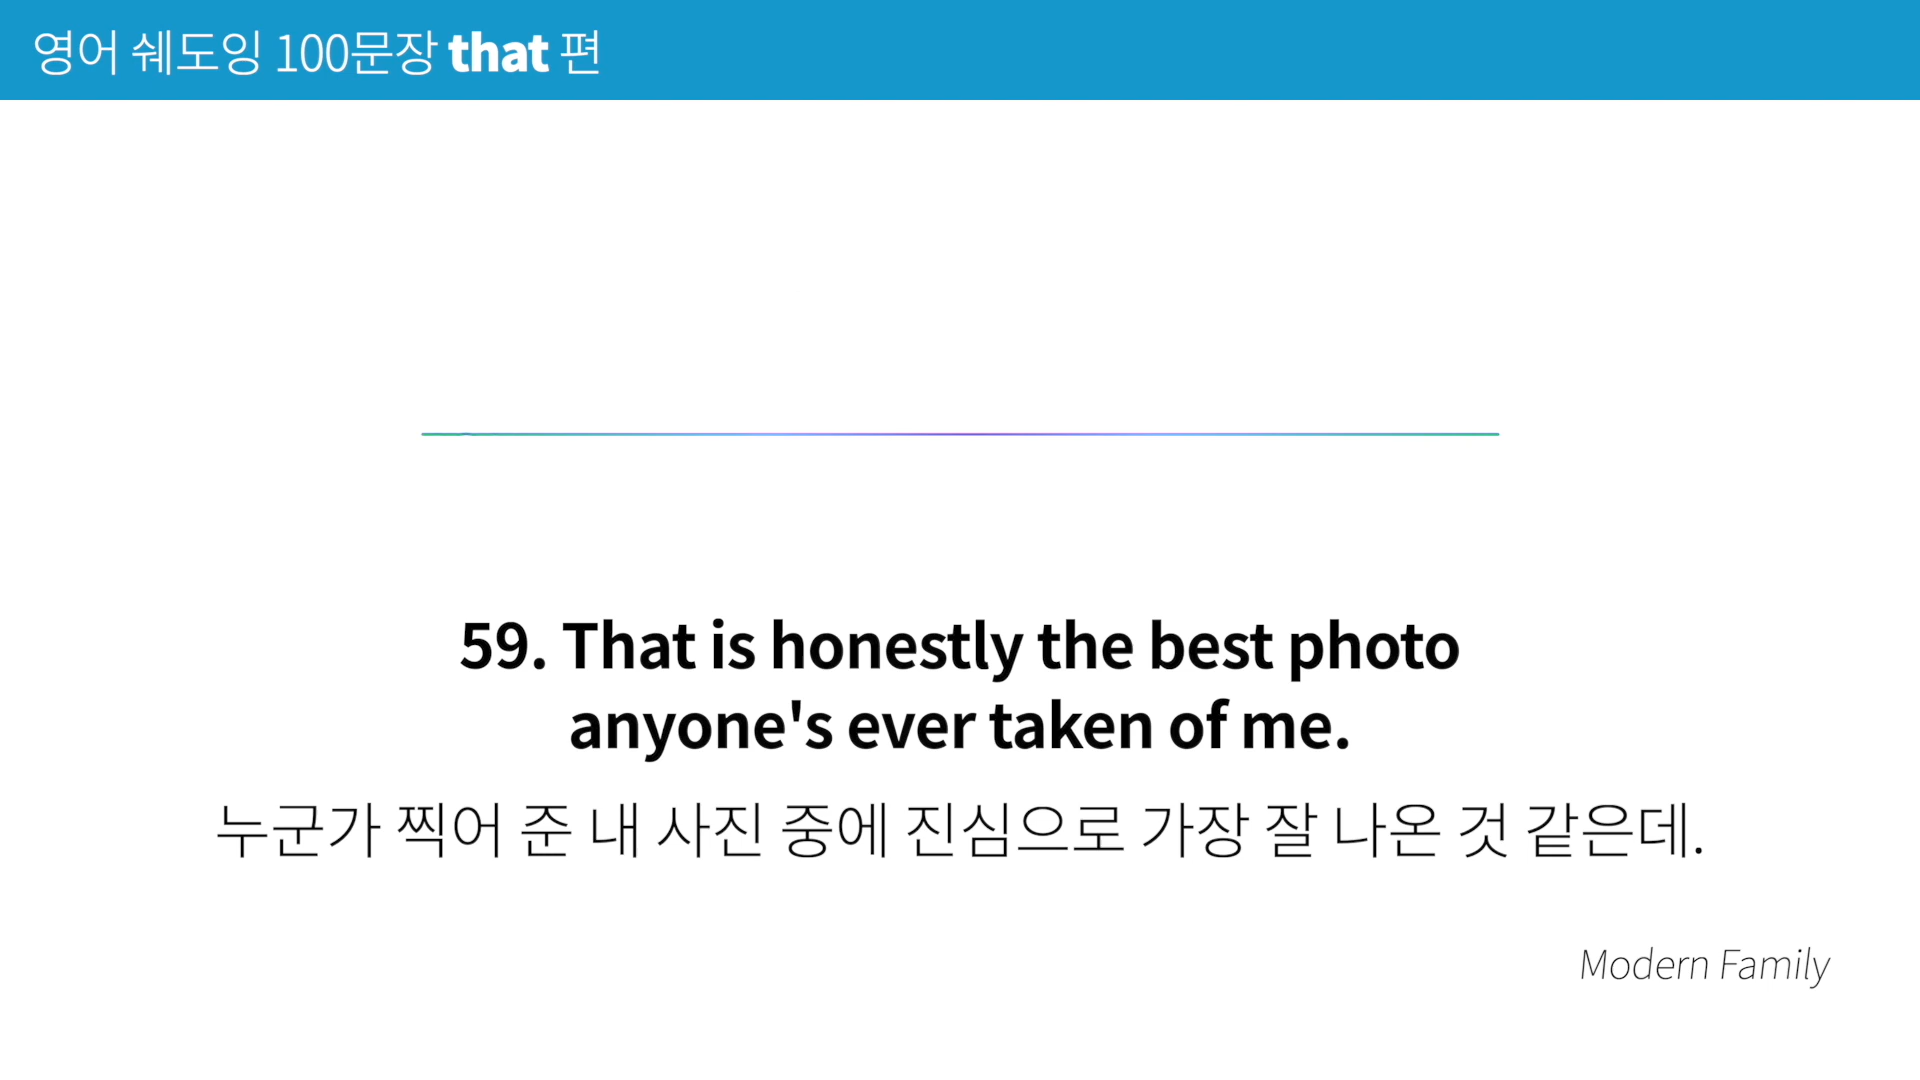 영어 쉐도잉 100문장 that 편
59. That is honestly the best photo
anyone's ever taken of me.
누군가 찍어 준 내 사진 중에 진심으로 가장 잘 나온 것 같은데.
Modern Family